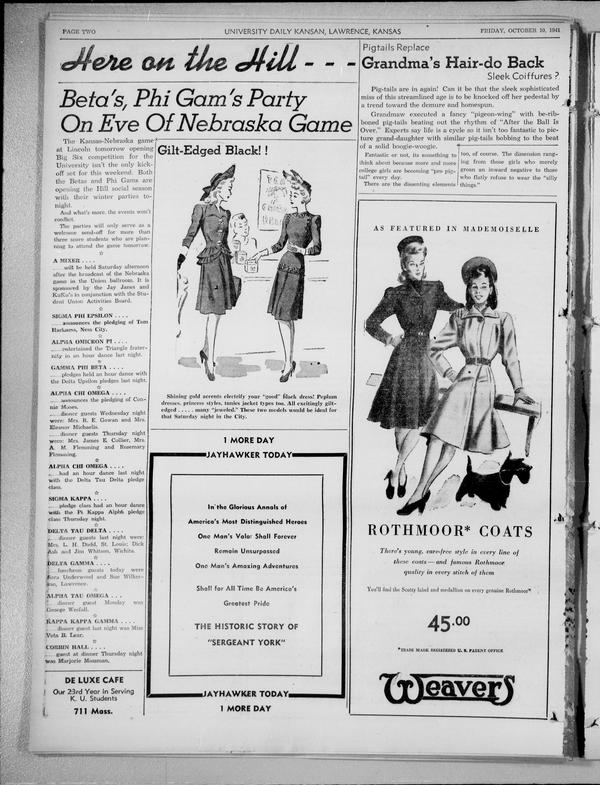 PAGE TWO
UNIVERSITY DAILY KANSAN, LAWRENCE, KANSAS
FRIDAY, OCTOBER 10, 1941
Here on the Hill - - -
Beta's, Phi Gam's Party
On Eve Of Nebraska Game
The Kansas-Nebraska game
at Lincoln tomorrow opening
Big Six competition for the
University isn't the only kick-
off set for this weekend. Both
the Betas and Phi Gams are
opening the Hill social season
with their winter parties to-
night.
And what's more, the events won't
conflict.
The parties will only serve as a
welcome send-off for more than
three score students who are plan-
ning to attend the game tomorrow.
A MIXER . . . .
. . . .will be held Saturday afternoon
after the broadcast of the Nebraska
game in the Union ballroom. It is
sponsored by the Jay Janes and
KuKu's in conjunction with the Stu-
dent Union Activities Board.
SIGMA PHI EPSILON . . . .
. . . .announces the pledging of Tom
Harkness, Ness City.
ALPHA OMICRON PI . . . .
. . . .entertained the Triangle frater-
nity in an hour dance last night.
GAMMA PHI BETA . . . .
. . . .pledges held an hour dance with
the Delta Upsilon pledges last night.
ALPHA CHI OMEGA . . . .
. . . .announces the pledging of Con-
nie Moses.
. . . .dinner guests Wednesday night
were: Mrs. B. E. Gowan and Mrs.
Eleanor Michaelis.
. . . .dinner guests Thursday night
were: Mrs. James E. Collier, Mrs.
A. M. Flemming and Rosemary
Flemming.
ALPHA CHI OMEGA . . . .
. . . .had an hour dance last night
with the Delta Tau Delta pledge
class.
SIGMA KAPPA . . . .
. . . .pledge class had an hour dance
with the Pi Kappa Alpha pledge
class Thursday night.
DELTA TAU DELTA . . . .
. . . .dinner guests last night were:
Mrs. L. H. Dodd, St. Louis; Dick
Ash and Jim Whitson, Wichita.
DELTA GAMMA . . . .
. . . .luncheon guests today were
Underwood and Sue Wilker-
son, Lawrence.
ALPHA TAU OMEGA . . .
. . . .dinner guest Monday was
George Westfall.
KAPPA KAPPA GAMMA . . . .
. . . .dinner guest last night was Miss
Veta B. Lear.
CORBIN HALL . . . .
. . . .guest at dinner Thursday night
was Marjorie Mosman.
DE LUXE CAFE
Our 23rd Year in Serving
K. U. Students
711 Mass.
Gilt-Edged Black! !
Shining gold accents electrify your "good" black dress! Peplum
dresses, princess styles, tunics jacket types too. All excitingly gilt-
edged . . . . . many "jeweled." These two models would be ideal for
that Saturday night in the City.
1 MORE DAY
JAYHAWKER TODAY
In the Glorious Annals of
America's Most Distinguished Heroes
One Man's Valor Shall Forever
Remain Unsurpassed
One Man's Amazing Adventures
Shall for All Time Be America's
Greatest Pride
THE HISTORIC STORY OF
"SERGEANT YORK"
JAYHAWKER TODAY
1 MORE DAY
Pigtails Replace
Grandma's Hair-do Back
Sleek Coiffures ?
Pig-tails are in again! Can it be that the sleek sophisticated
miss of this streamlined age is to be knocked off her pedestal by
a trend toward the demure and homespun.
Grandmaw executed a fancy "pigeon-wing" with be-rib-
boned pig-tails beating out the rhythm of "After the Ball Is
Over." Experts say life is a cycle so it isn't too fantastic to pic-
ture grand-daughter with similar pig-tails bobbing to the beat
of a solid boogie-woogie.
Fantastic or not, its something to
think about because more and more
college girls are becoming "pro pig-
tail" every day.
There are the dissenting elements
too, of course. The dimension rang-
ing from those girls who merely
groan an inward negative to those
who flatly refuse to wear the "silly
things."
AS FEATURED IN MADEMOISELLE
ROTHMOOR* COATS
There's young, care-free style in every line of
these coats—and famous Rothmoor
quality in every stitch of them
You'll find the Scotty label and medallion on every genuine Rothmoor*
45.00
*TRADE MARK REGISTERED U. S. PATENT OFFICE
Weavers